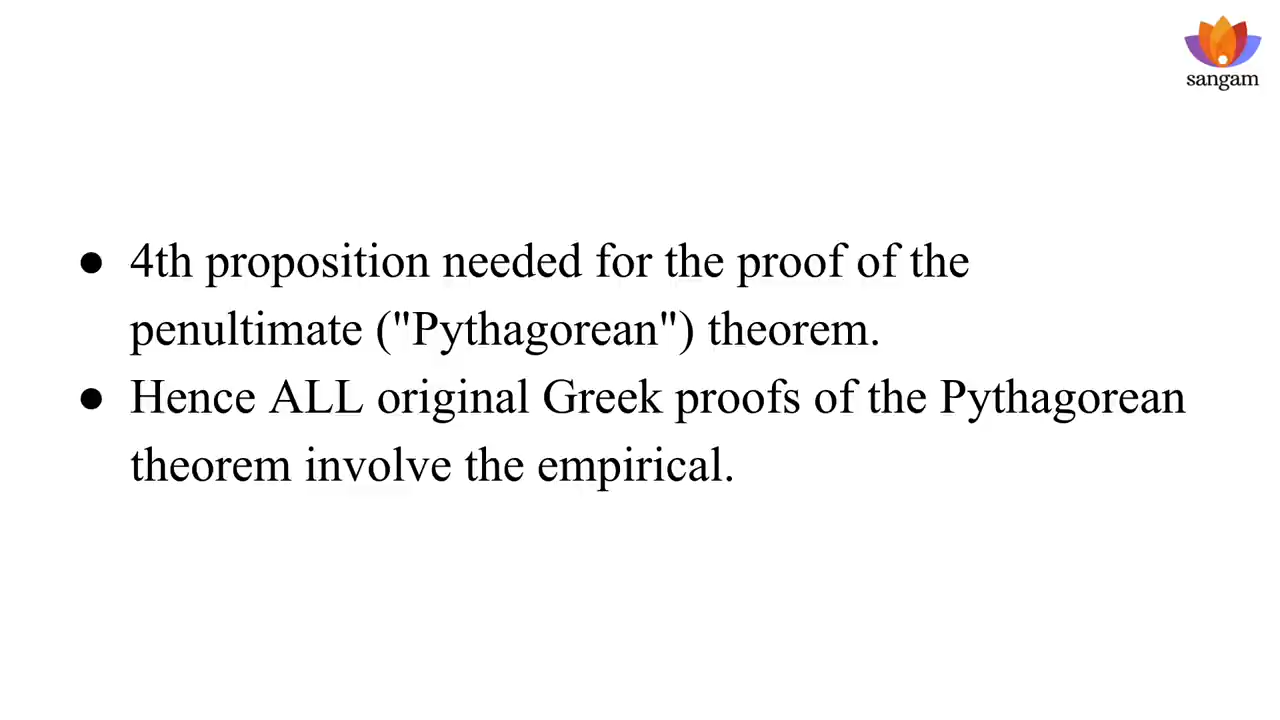 sangam
● 4th proposition needed for the proof of the
penultimate ("Pythagorean") theorem.
● Hence ALL original Greek proofs of the Pythagorean
theorem involve the empirical.